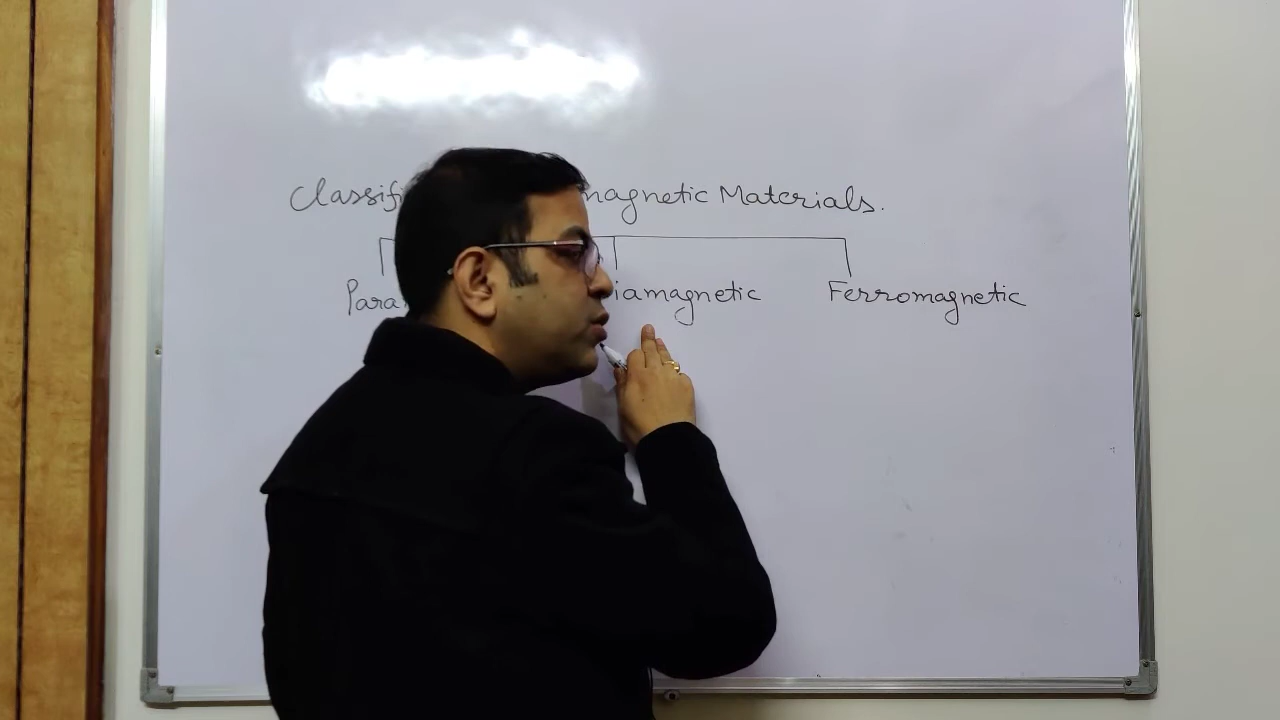 Classifi magnetic Materials.
Para iamagnetic Ferromagnetic